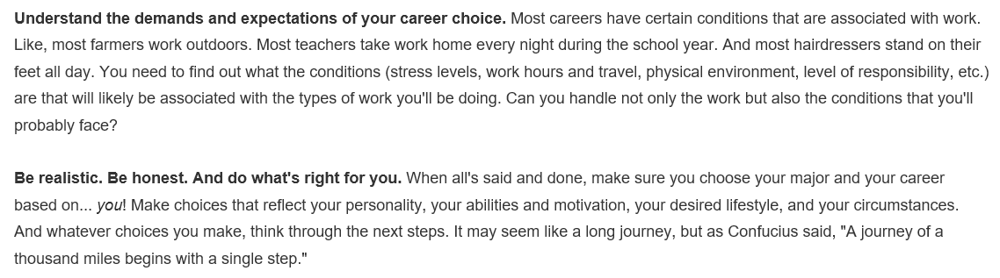 Understand the demands and expectations of your career choice. Most careers have certain conditions that are associated with work.
Like, most farmers work outdoors. Most teachers take work home every night during the school year. And most hairdressers stand on their
feet all day. You need to find out what the conditions (stress levels, work hours and travel, physical environment, level of responsibility, etc.)
are that will likely be associated with the types of work you'll be doing. Can you handle not only the work but also the conditions that you'll
probably face?
Be realistic. Be honest. And do what's right for you. When all's said and done, make sure you choose your major and your career
based on... you! Make choices that reflect your personality, your abilities and motivation, your desired lifestyle, and your circumstances.
And whatever choices you make, think through the next steps. It may seem like a long journey, but as Confucius said, "A journey of a
thousand miles begins with a single step."